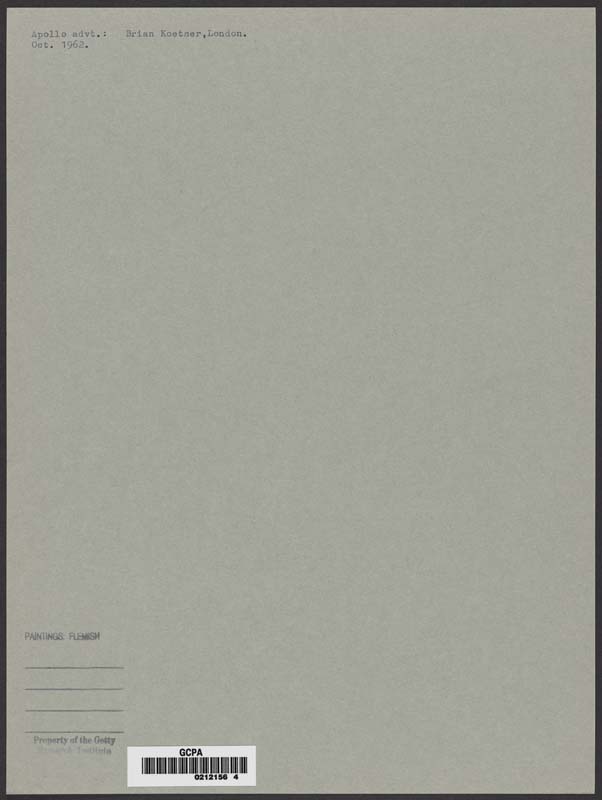 Apollo advt.: Brian Koetser,London.
Oct. 1962.
PAINTINGS: FLEMISH
Property of the Getty
Research Institute
GCPA
0212156 4